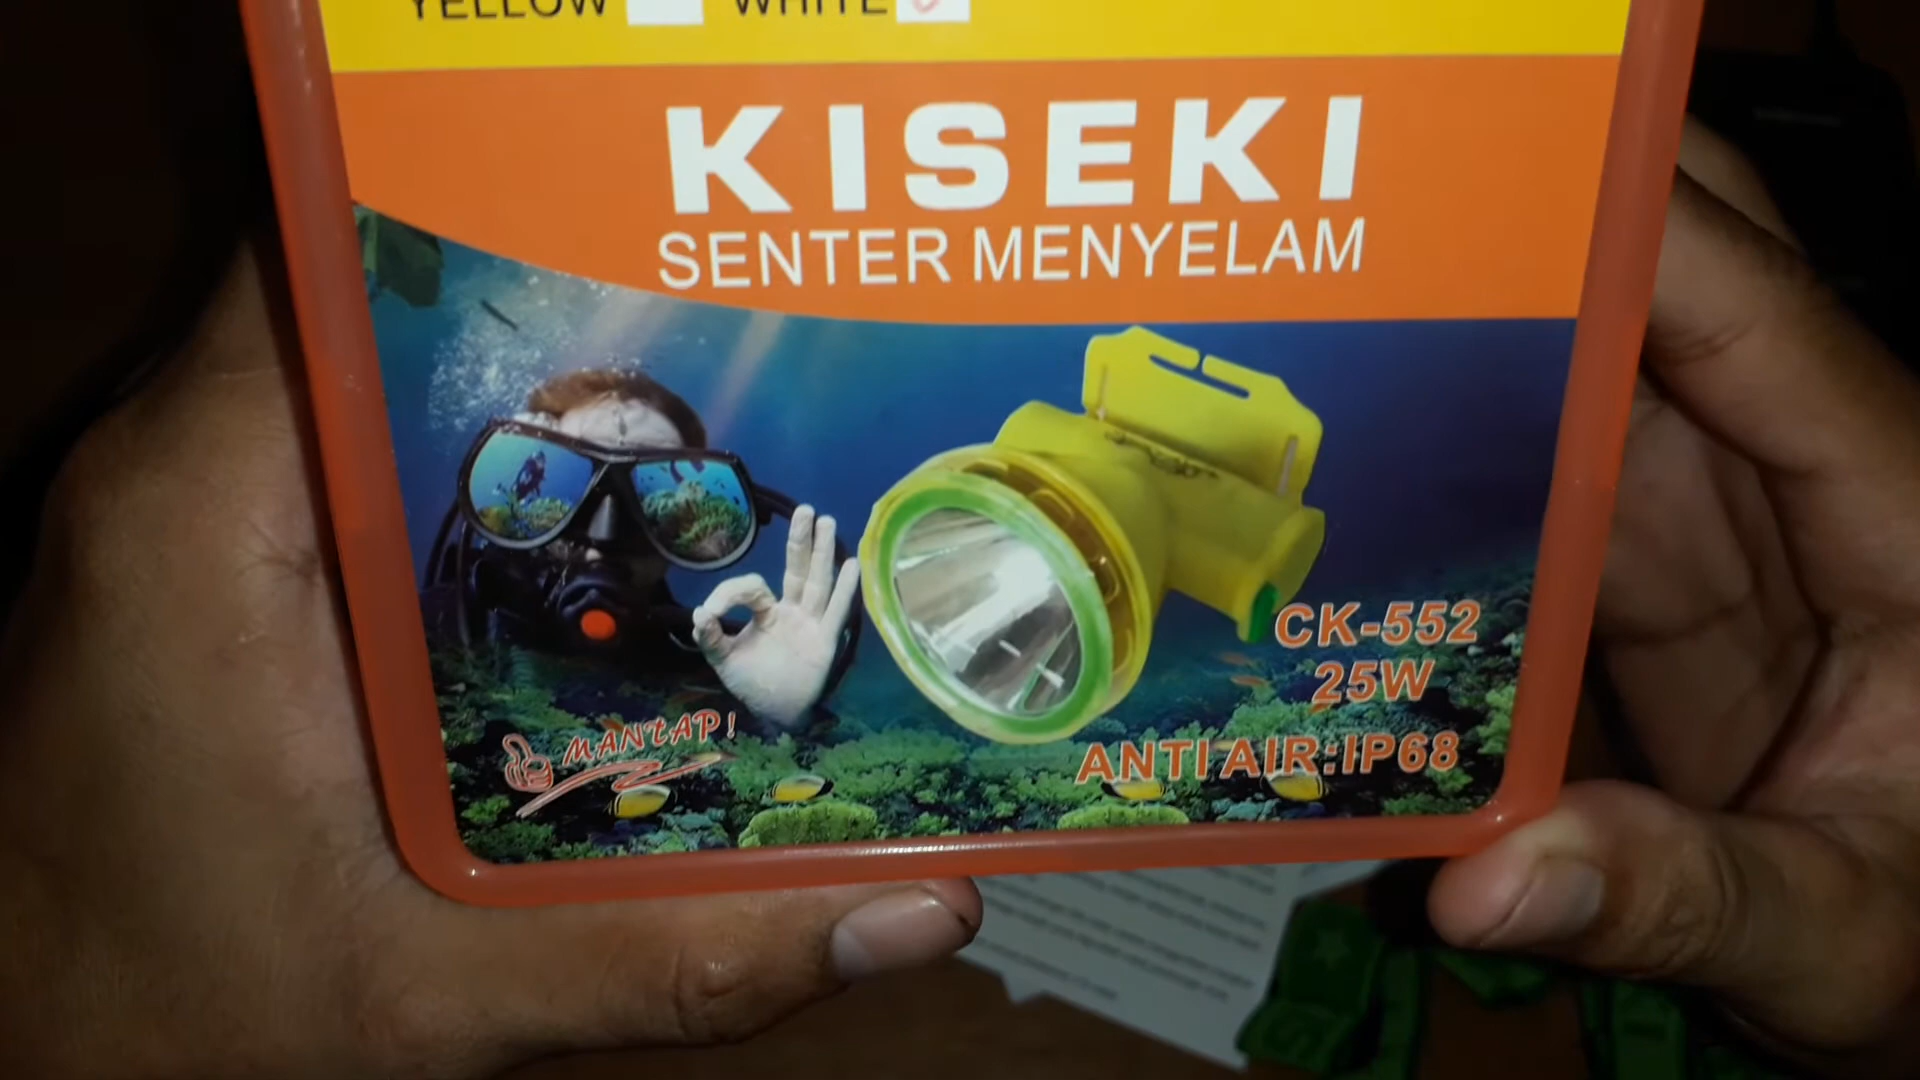 YELLOW WHITE
KISEKI
SENTER MENYELAM
CK-552
25W
MANtAP!
ANTI AIR:IP68